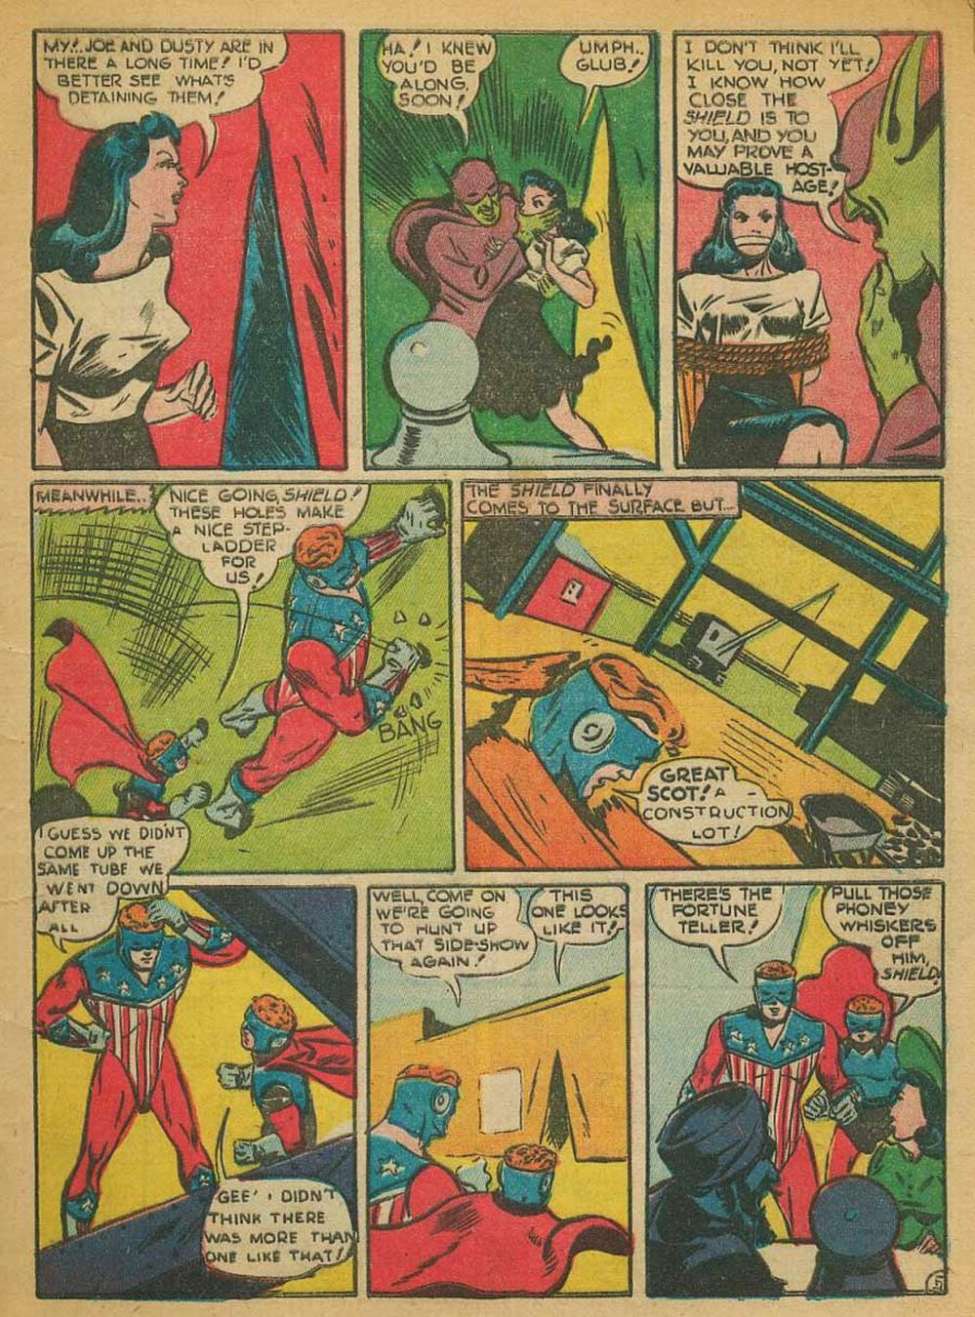 MY!..JOE AND DUSTY ARE IN
THERE A LONG TIME! I'D
BETTER SEE WHAT'S
DETAINING THEM!
HA! I KNEW
YOU'D BE
ALONG,
SOON!
UMPH..
GLUB!
I DON'T THINK I'LL
KILL YOU, NOT YET!
I KNOW HOW
CLOSE THE
SHIELD IS TO
YOU, AND YOU
MAY PROVE A
VALUABLE HOST-
AGE!
MEANWHILE..
NICE GOING, SHIELD!
THESE HOLES MAKE
A NICE STEP-
LADDER
FOR
US!
BANG
THE SHIELD FINALLY
COMES TO THE SURFACE BUT...
GREAT
SCOT! A -
CONSTRUCTION
LOT!
I GUESS WE DIDN'T
COME UP THE
SAME TUBE WE
WENT DOWN
AFTER
ALL
GEE' I DIDN'T
THINK THERE
WAS MORE THAN
ONE LIKE THAT!!
WELL, COME ON
WE'RE GOING
TO HUNT UP
THAT SIDE-SHOW
AGAIN!
THIS
ONE LOOKS
LIKE IT!
THERE'S THE
FORTUNE
TELLER!
PULL THOSE
PHONEY
WHISKERS
OFF
HIM,
SHIELD!
5